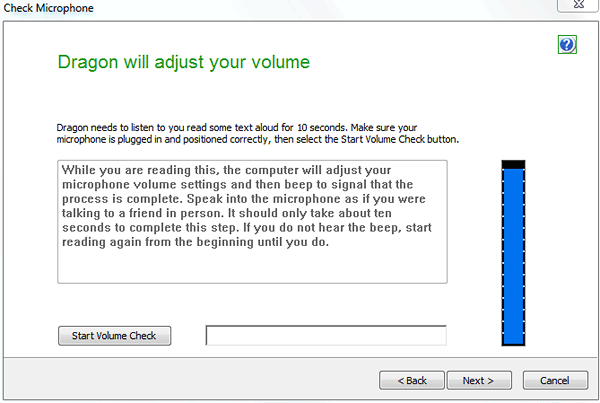 Check Microphone
Dragon will adjust your volume
Dragon needs to listen to you read some text aloud for 10 seconds. Make sure your
microphone is plugged in and positioned correctly, then select the Start Volume Check button.
While you are reading this, the computer will adjust your
microphone volume settings and then beep to signal that the
process is complete. Speak into the microphone as if you were
talking to a friend in person. It should only take about ten
seconds to complete this step. If you do not hear the beep, start
reading again from the beginning until you do.
Start Volume Check
< Back
Next >
Cancel